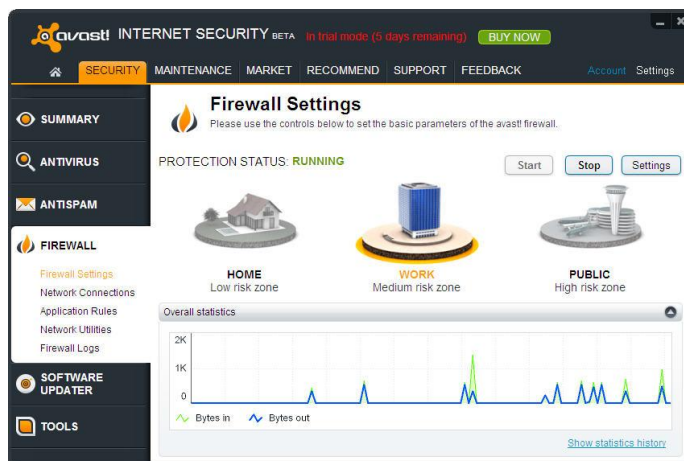 avast! INTERNET SECURITY BETA In trial mode (5 days remaining) BUY NOW
SECURITY MAINTENANCE MARKET RECOMMEND SUPPORT FEEDBACK Account Settings
SUMMARY
ANTIVIRUS
ANTISPAM
FIREWALL
Firewall Settings
Network Connections
Application Rules
Network Utilities
Firewall Logs
SOFTWARE
UPDATER
TOOLS
Firewall Settings
Please use the controls below to set the basic parameters of the avast! firewall.
PROTECTION STATUS: RUNNING Start Stop Settings
HOME WORK PUBLIC
Low risk zone Medium risk zone High risk zone
Overall statistics
2K
1K
0
Bytes in Bytes out
Show statistics history